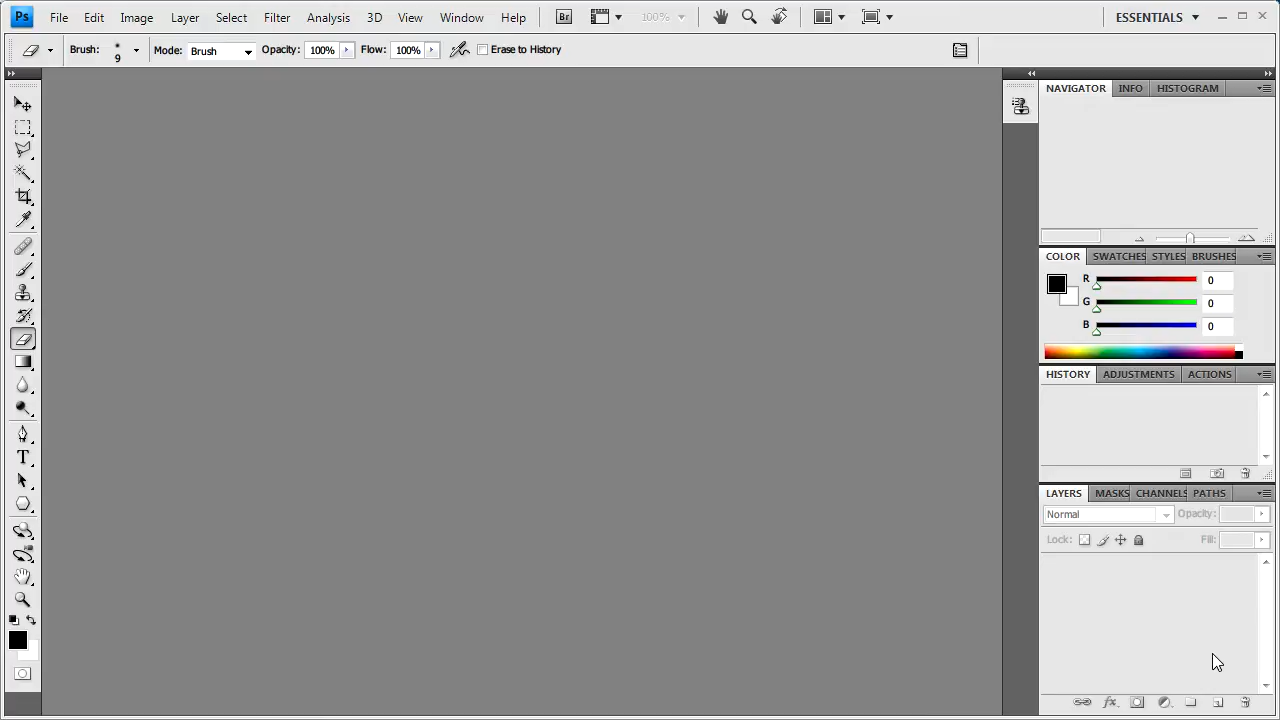 Ps File Edit Image Layer Select Filter Analysis 3D View Window Help Br 100% ESSENTIALS
Brush: 9 Mode: Brush Opacity: 100% Flow: 100% Erase to History
NAVIGATOR INFO HISTOGRAM
COLOR SWATCHES STYLES BRUSHES
R 0
G 0
B 0
HISTORY ADJUSTMENTS ACTIONS
LAYERS MASKS CHANNELS PATHS
Normal Opacity:
Lock: Fill:
T
fx